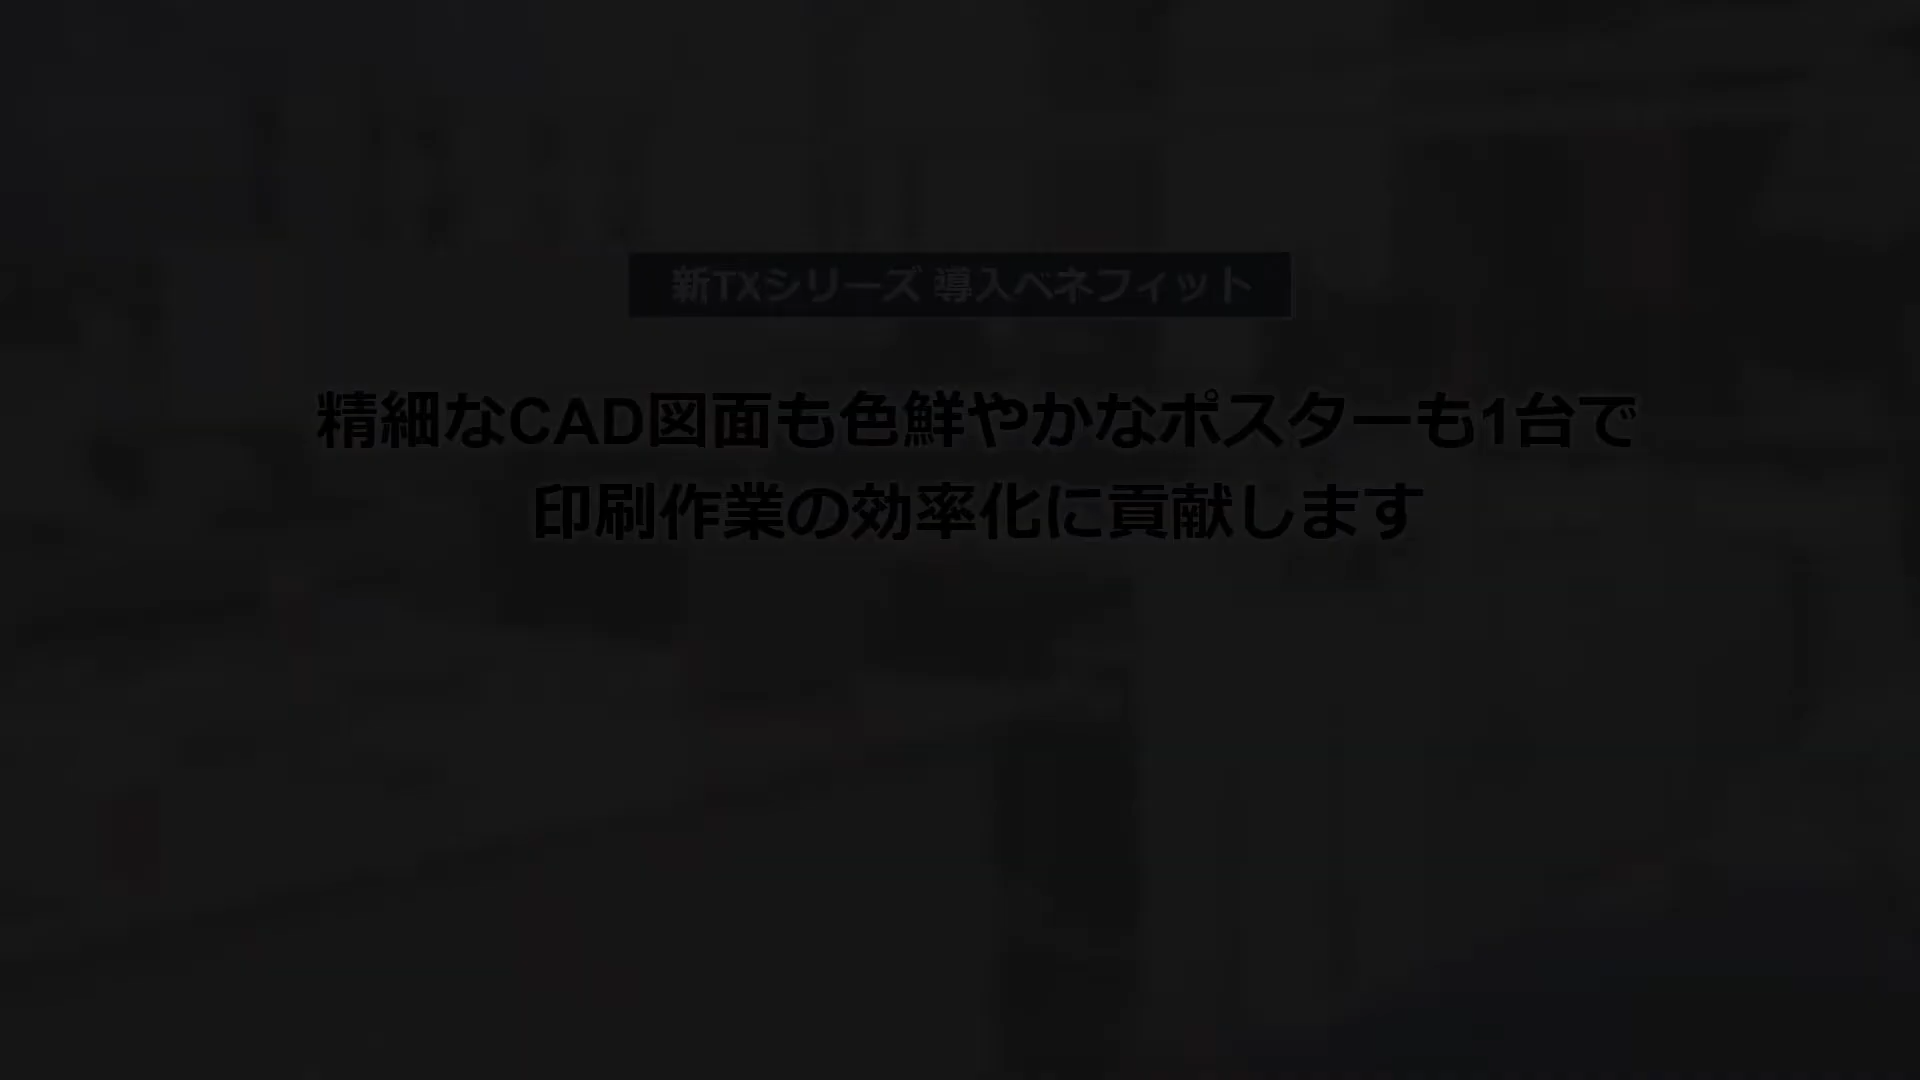 新TXシリーズ 導入ベネフィット
精細なCAD図面も色鮮やかなポスターも1台で
印刷作業の効率化に貢献します